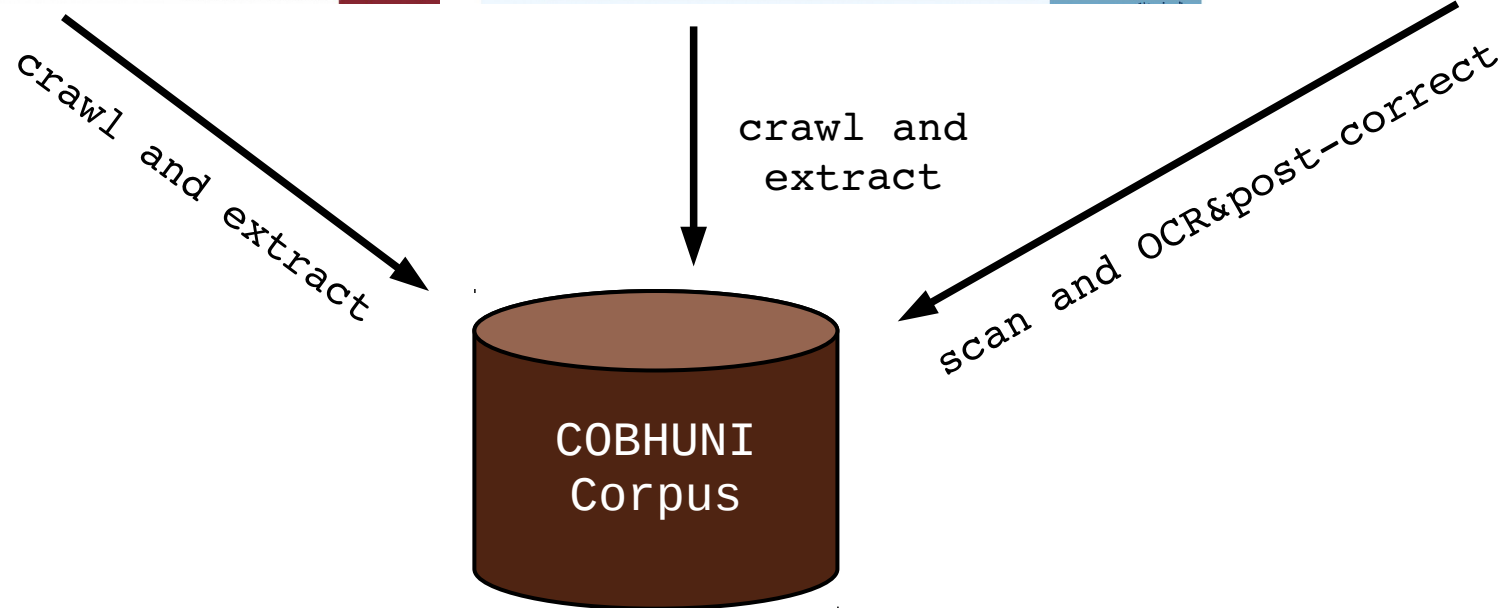 crawl and extract
crawl and
extract
scan and OCR&post-correct
COBHUNI
Corpus